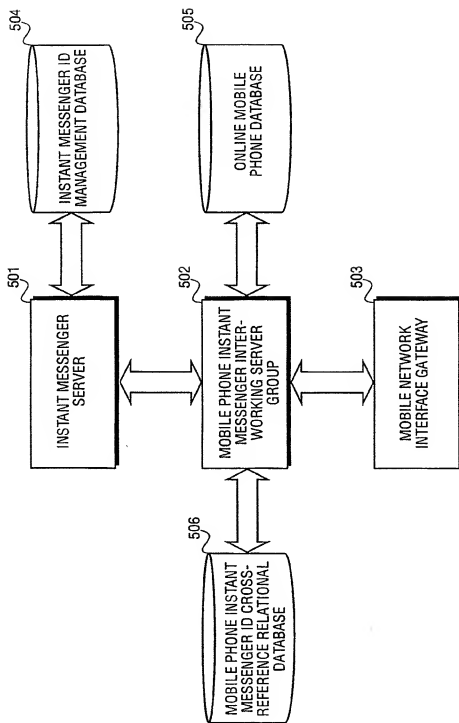 504
INSTANT MESSENGER ID
MANAGEMENT DATABASE
505
ONLINE MOBILE
PHONE DATABASE
501
INSTANT MESSENGER
SERVER
502
MOBILE PHONE INSTANT
MESSENGER INTER-
WORKING SERVER
GROUP
503
MOBILE NETWORK
INTERFACE GATEWAY
506
MOBILE PHONE INSTANT
MESSENGER ID CROSS-
REFERENCE RELATIONAL
DATABASE